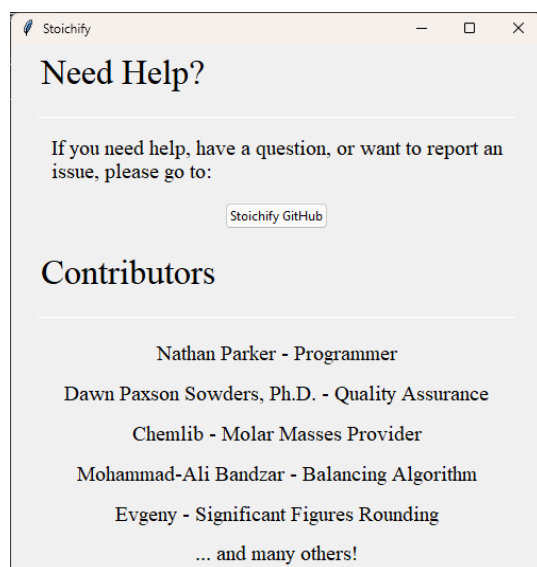 Stoichify
Need Help?
If you need help, have a question, or want to report an
issue, please go to:
Stoichify GitHub
Contributors
Nathan Parker - Programmer
Dawn Paxson Sowders, Ph.D. - Quality Assurance
Chemlib - Molar Masses Provider
Mohammad-Ali Bandzar - Balancing Algorithm
Evgeny - Significant Figures Rounding
... and many others!